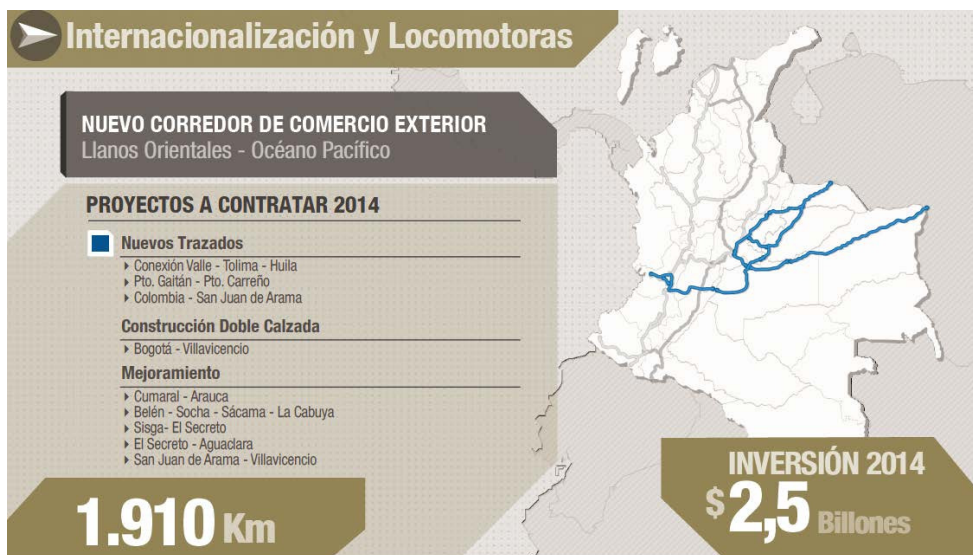 Internacionalización y Locomotoras
NUEVO CORREDOR DE COMERCIO EXTERIOR
Llanos Orientales - Océano Pacífico
PROYECTOS A CONTRATAR 2014
Nuevos Trazados
Conexión Valle - Tolima - Huila
Pto. Gaitán - Pto. Carreño
Colombia - San Juan de Arama
Construcción Doble Calzada
Bogotá - Villavicencio
Mejoramiento
Cumaral - Arauca
Belén - Socha - Sácama - La Cabuya
Sisga- El Secreto
El Secreto - Aguaclara
San Juan de Arama - Villavicencio
1.910 Km
INVERSIÓN 2014
$ 2,5 Billones